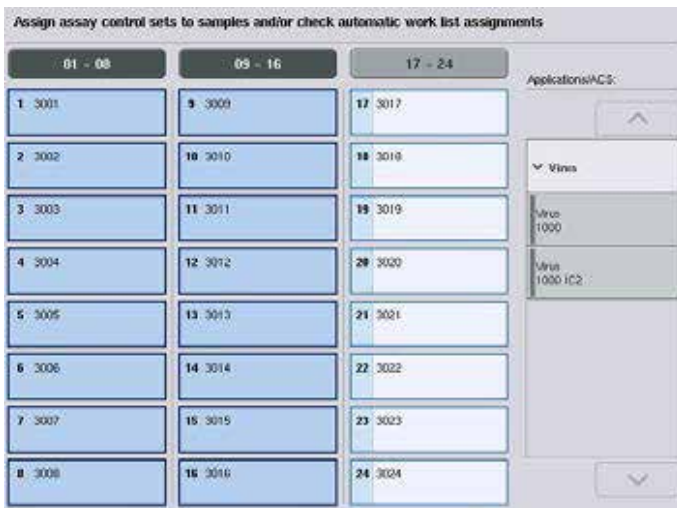 Assign assay control sets to samples and/or check automatic work list assignments
01 - 08
09 - 16
17 - 24
Applications/ACS:
1 3001
9 3009
17 3017
2 3002
10 3010
18 3018
Virus
3 3003
11 3011
19 3019
Virus
1000
4 3004
12 3012
20 3020
Virus
1000 IC2
5 3005
13 3013
21 3021
6 3006
14 3014
22 3022
7 3007
15 3015
23 3023
8 3008
16 3016
24 3024